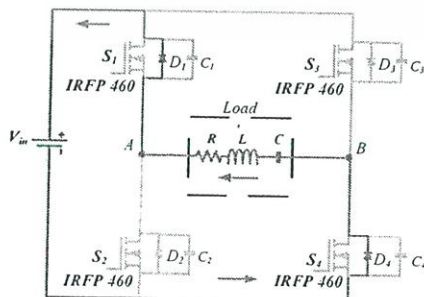 S1 D1 C1 S3 D3 C3
IRFP 460 IRFP 460
Load
Vin A R L C B
S2 D2 C2 S4 D4 C4
IRFP 460 IRFP 460